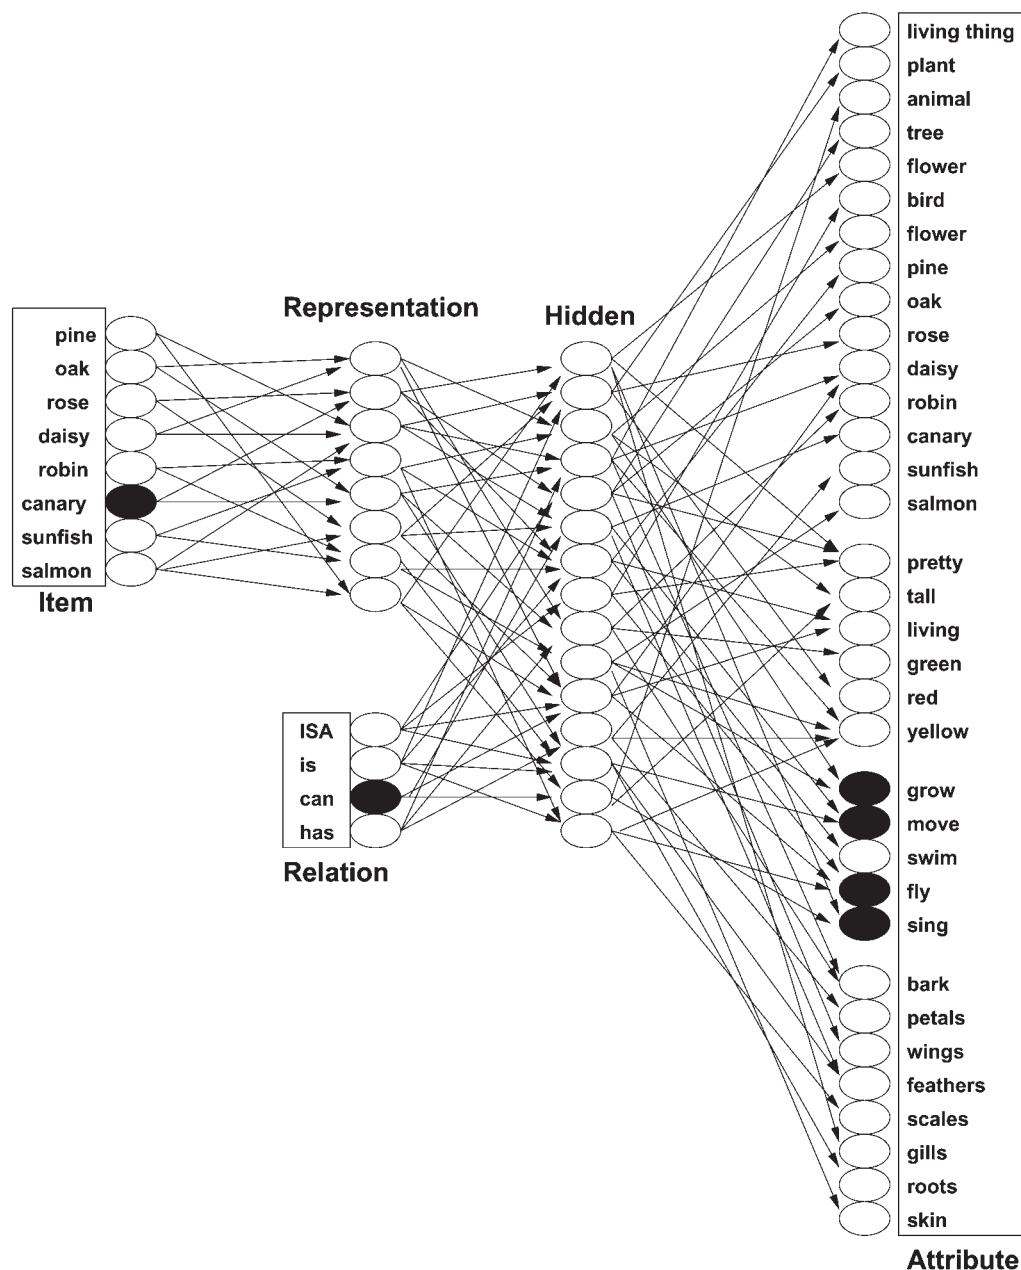 Representation
Hidden
pine
oak
rose
daisy
robin
canary
sunfish
salmon
Item
ISA
is
can
has
Relation
living thing
plant
animal
tree
flower
bird
flower
pine
oak
rose
daisy
robin
canary
sunfish
salmon
pretty
tall
living
green
red
yellow
grow
move
swim
fly
sing
bark
petals
wings
feathers
scales
gills
roots
skin
Attribute